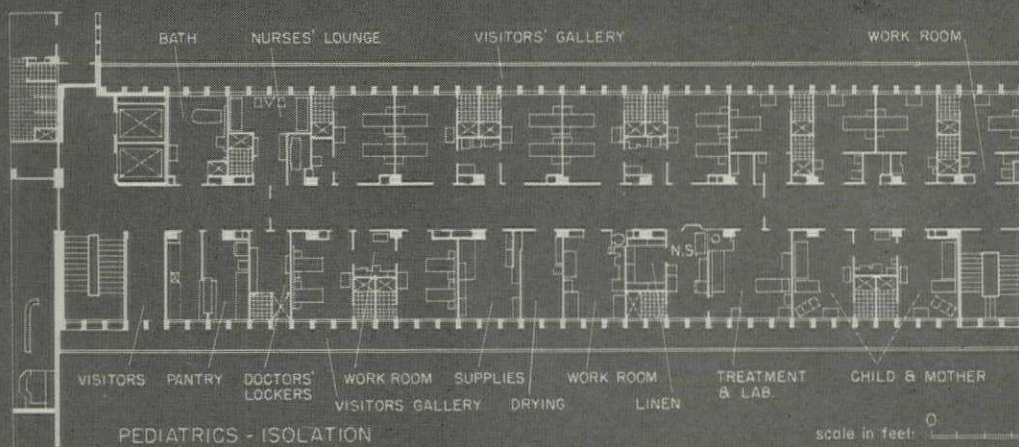 BATH NURSES' LOUNGE VISITORS' GALLERY WORK ROOM
N.S.
VISITORS PANTRY DOCTORS' LOCKERS WORK ROOM SUPPLIES WORK ROOM TREATMENT & LAB. CHILD & MOTHER
VISITORS GALLERY DRYING LINEN
PEDIATRICS - ISOLATION
scale in feet: 0